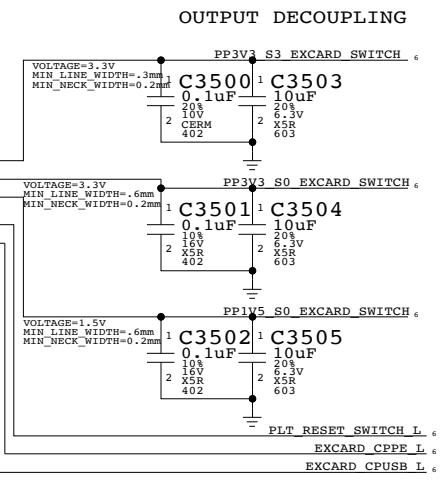 OUTPUT DECOUPLING
PP3V3_S3_EXCARD_SWITCH 6
VOLTAGE=3.3V
MIN_LINE_WIDTH=.3mm
MIN_NECK_WIDTH=0.2mm
1 C3500 1 C3503
0.1uF 10uF
20% 20%
10V 6.3V
2 CERM 2 X5R
402 603
PP3V3_S0_EXCARD_SWITCH 6
VOLTAGE=3.3V
MIN_LINE_WIDTH=.6mm
MIN_NECK_WIDTH=0.2mm
1 C3501 1 C3504
0.1uF 10uF
10% 20%
16V 6.3V
2 X5R 2 X5R
402 603
PP1V5_S0_EXCARD_SWITCH 6
VOLTAGE=1.5V
MIN_LINE_WIDTH=.6mm
MIN_NECK_WIDTH=0.2mm
1 C3502 1 C3505
0.1uF 10uF
10% 20%
16V 6.3V
2 X5R 2 X5R
402 603
PLT_RESET_SWITCH_L 6
EXCARD_CPPE_L 6
EXCARD_CPUSB_L 6